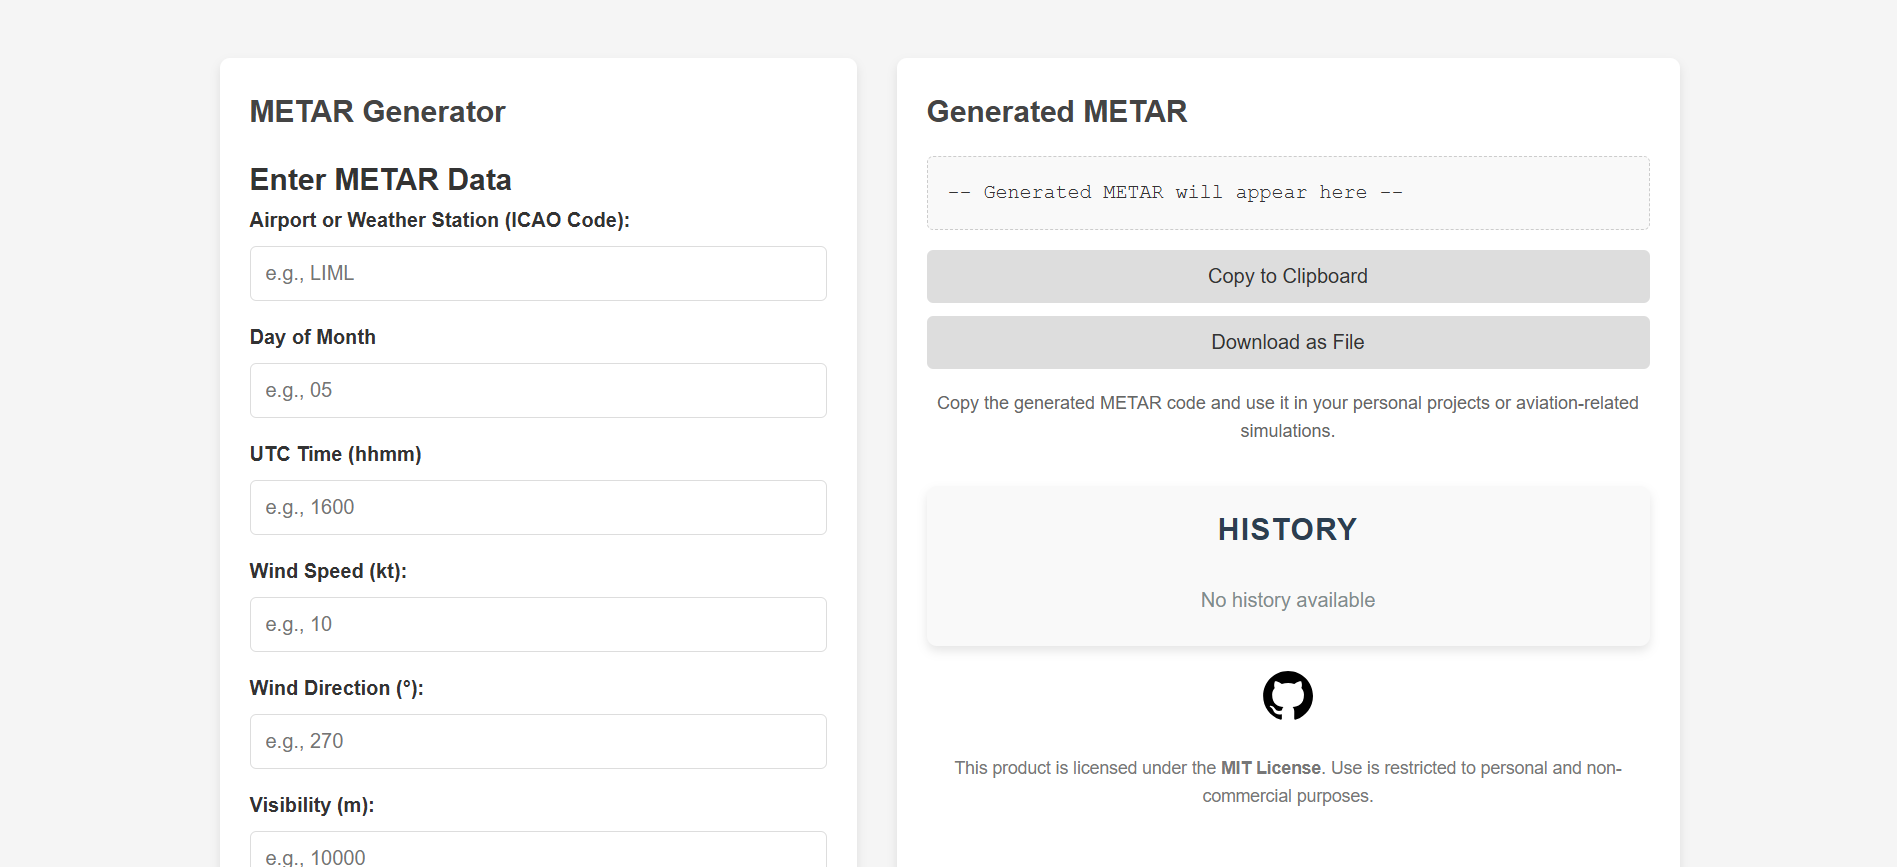 METAR Generator
Enter METAR Data
Airport or Weather Station (ICAO Code):
e.g., LIML
Day of Month
e.g., 05
UTC Time (hhmm)
e.g., 1600
Wind Speed (kt):
e.g., 10
Wind Direction (°):
e.g., 270
Visibility (m):
e.g., 10000
Generated METAR
-- Generated METAR will appear here --
Copy to Clipboard
Download as File
Copy the generated METAR code and use it in your personal projects or aviation-related
simulations.
HISTORY
No history available
This product is licensed under the MIT License. Use is restricted to personal and non-
commercial purposes.